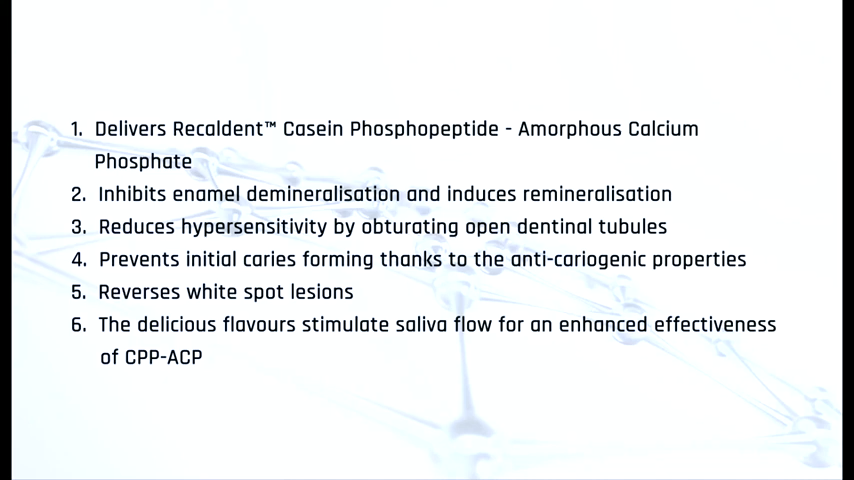 1. Delivers Recaldent™ Casein Phosphopeptide - Amorphous Calcium
Phosphate
2. Inhibits enamel demineralisation and induces remineralisation
3. Reduces hypersensitivity by obturating open dentinal tubules
4. Prevents initial caries forming thanks to the anti-cariogenic properties
5. Reverses white spot lesions
6. The delicious flavours stimulate saliva flow for an enhanced effectiveness
of CPP-ACP